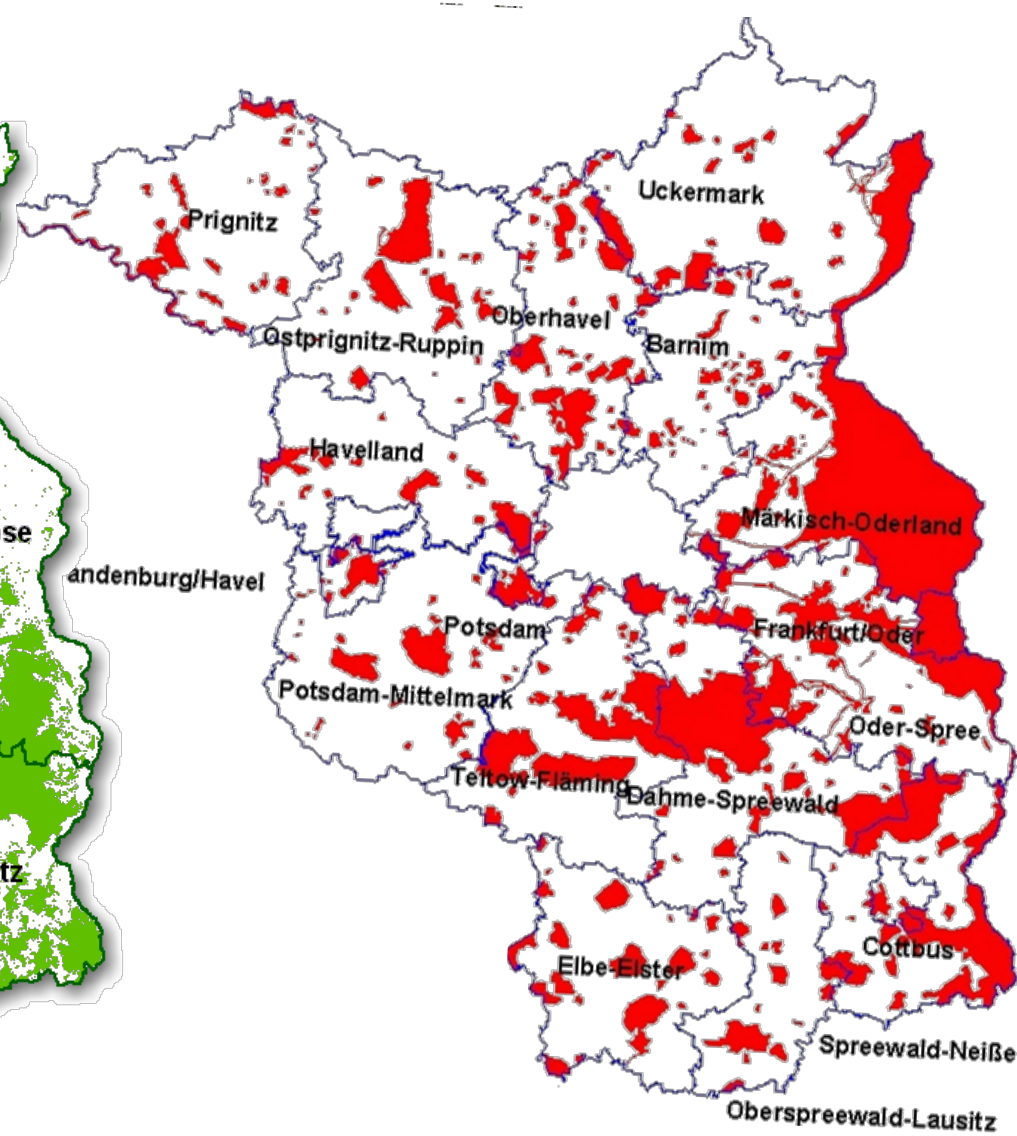 Uckermark
Prignitz
Oberhavel
Ostprignitz-Ruppin
Barnim
Havelland
Märkisch-Oderland
andenburg/Havel
Potsdam
Frankfurt/Oder
Potsdam-Mittelmark
Oder-Spree
Teltow-Fläming
Dahme-Spreewald
Cottbus
Elbe-Elster
Spreewald-Neiße
Oberspreewald-Lausitz
se
tz